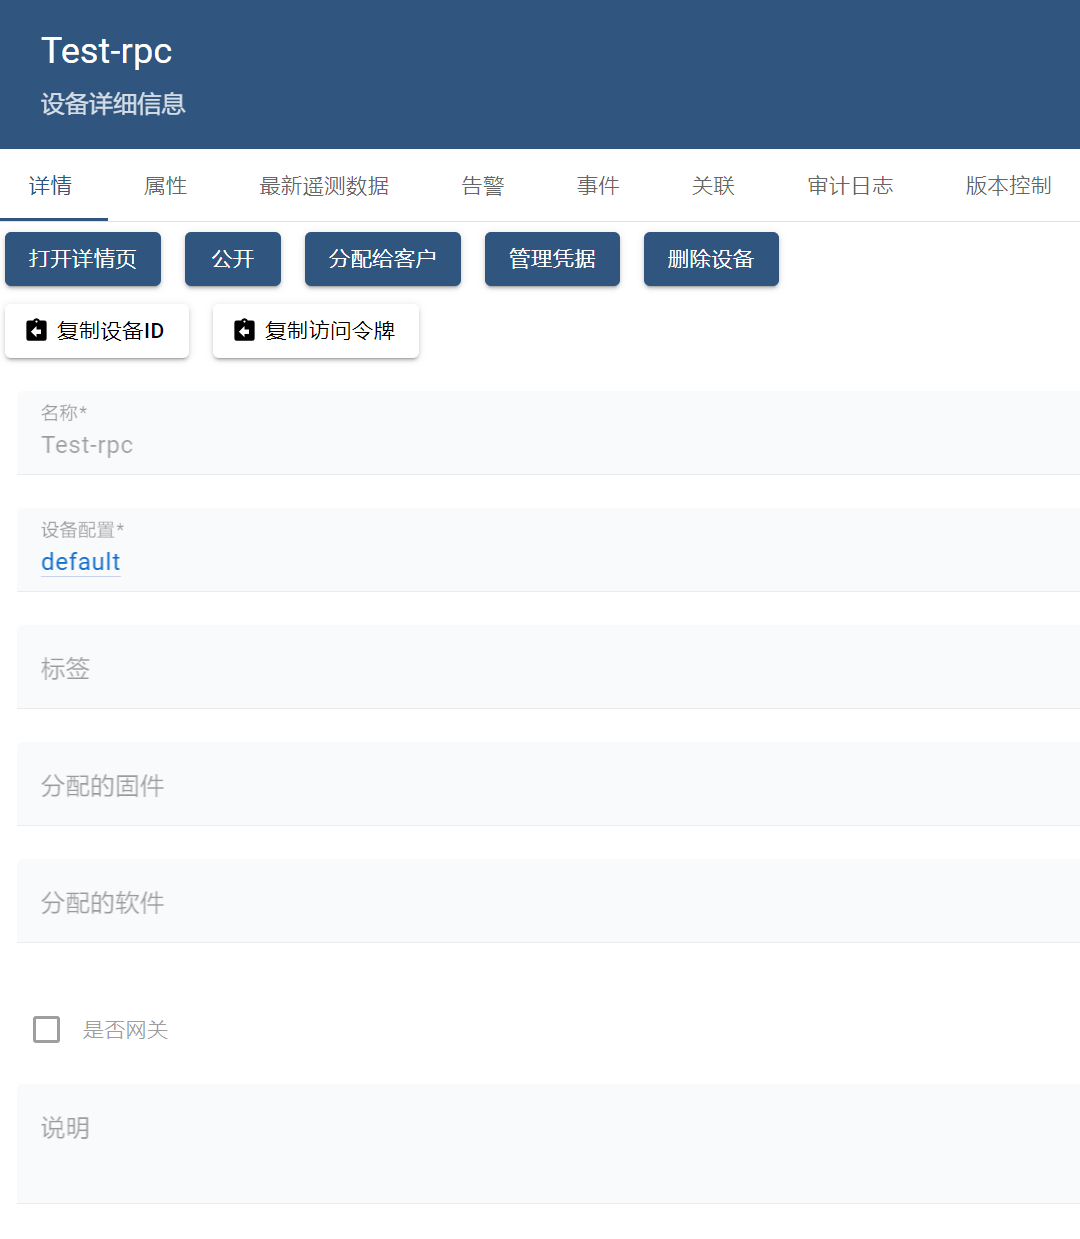 Test-rpc
设备详细信息
详情 属性 最新遥测数据 告警 事件 关联 审计日志 版本控制
打开详情页 公开 分配给客户 管理凭据 删除设备
复制设备ID 复制访问令牌
名称*
Test-rpc
设备配置*
default
标签
分配的固件
分配的软件
是否网关
说明